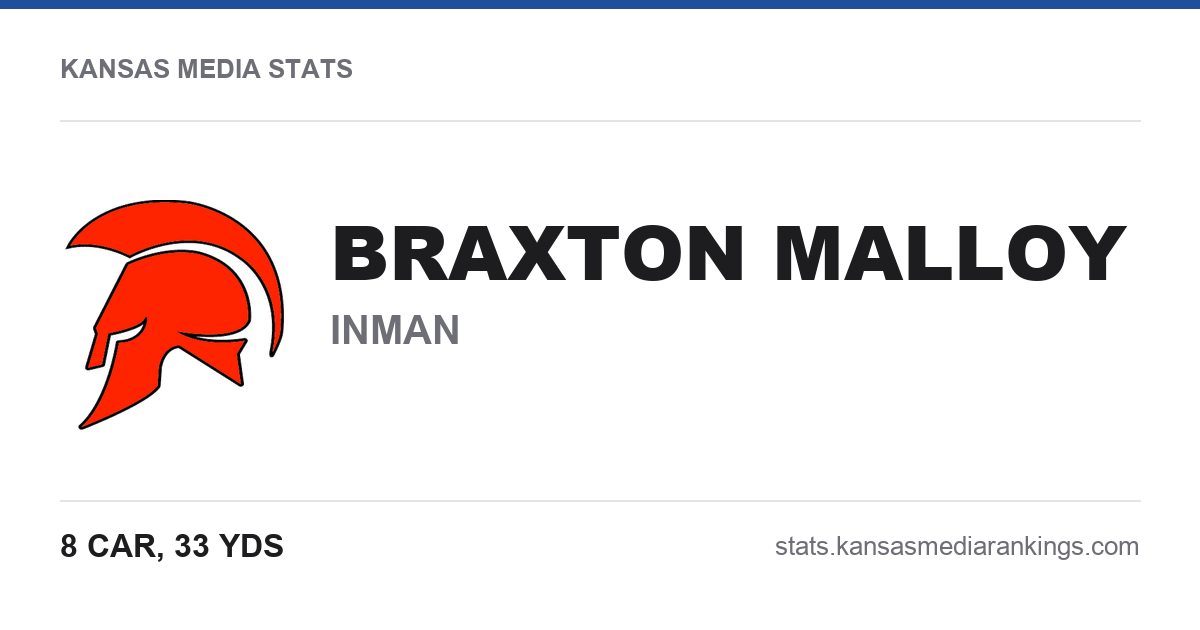 KANSAS MEDIA STATS
BRAXTON MALLOY
INMAN
8 CAR, 33 YDS
stats.kansasmediarankings.com